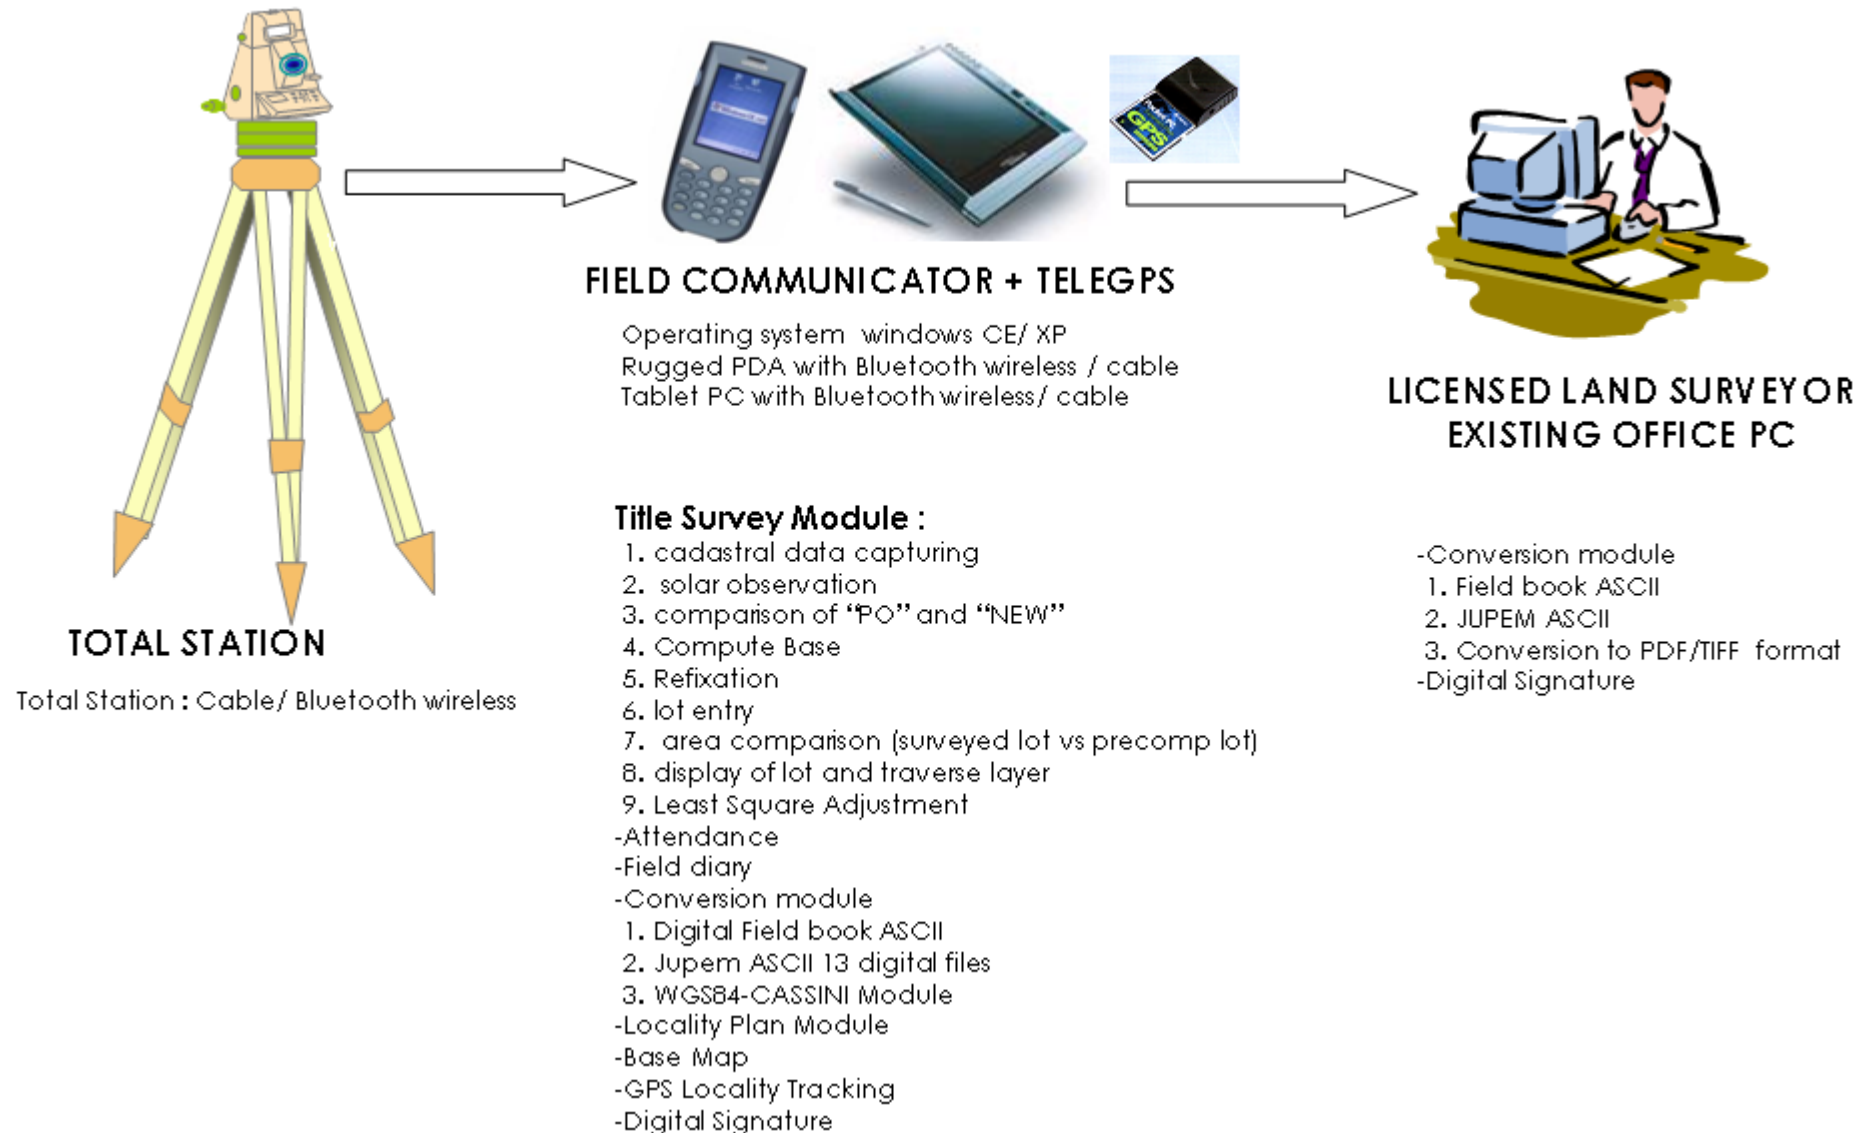 FIELD COMMUNICATOR + TELEGPS
Operating system windows CE/ XP
Rugged PDA with Bluetooth wireless / cable
Tablet PC with Bluetooth wireless/ cable
LICENSED LAND SURVEYOR
EXISTING OFFICE PC
TOTAL STATION
Total Station : Cable/ Bluetooth wireless
Title Survey Module :
1. cadastral data capturing
2. solar observation
3. comparison of “PO” and “NEW”
4. Compute Base
5. Refixation
6. lot entry
7. area comparison (surveyed lot vs precomp lot)
8. display of lot and traverse layer
9. Least Square Adjustment
-Attendance
-Field diary
-Conversion module
1. Digital Field book ASCII
2. Jupem ASCII 13 digital files
3. WGS84-CASSINI Module
-Locality Plan Module
-Base Map
-GPS Locality Tracking
-Digital Signature
-Conversion module
1. Field book ASCII
2. JUPEM ASCII
3. Conversion to PDF/TIFF format
-Digital Signature
GPS